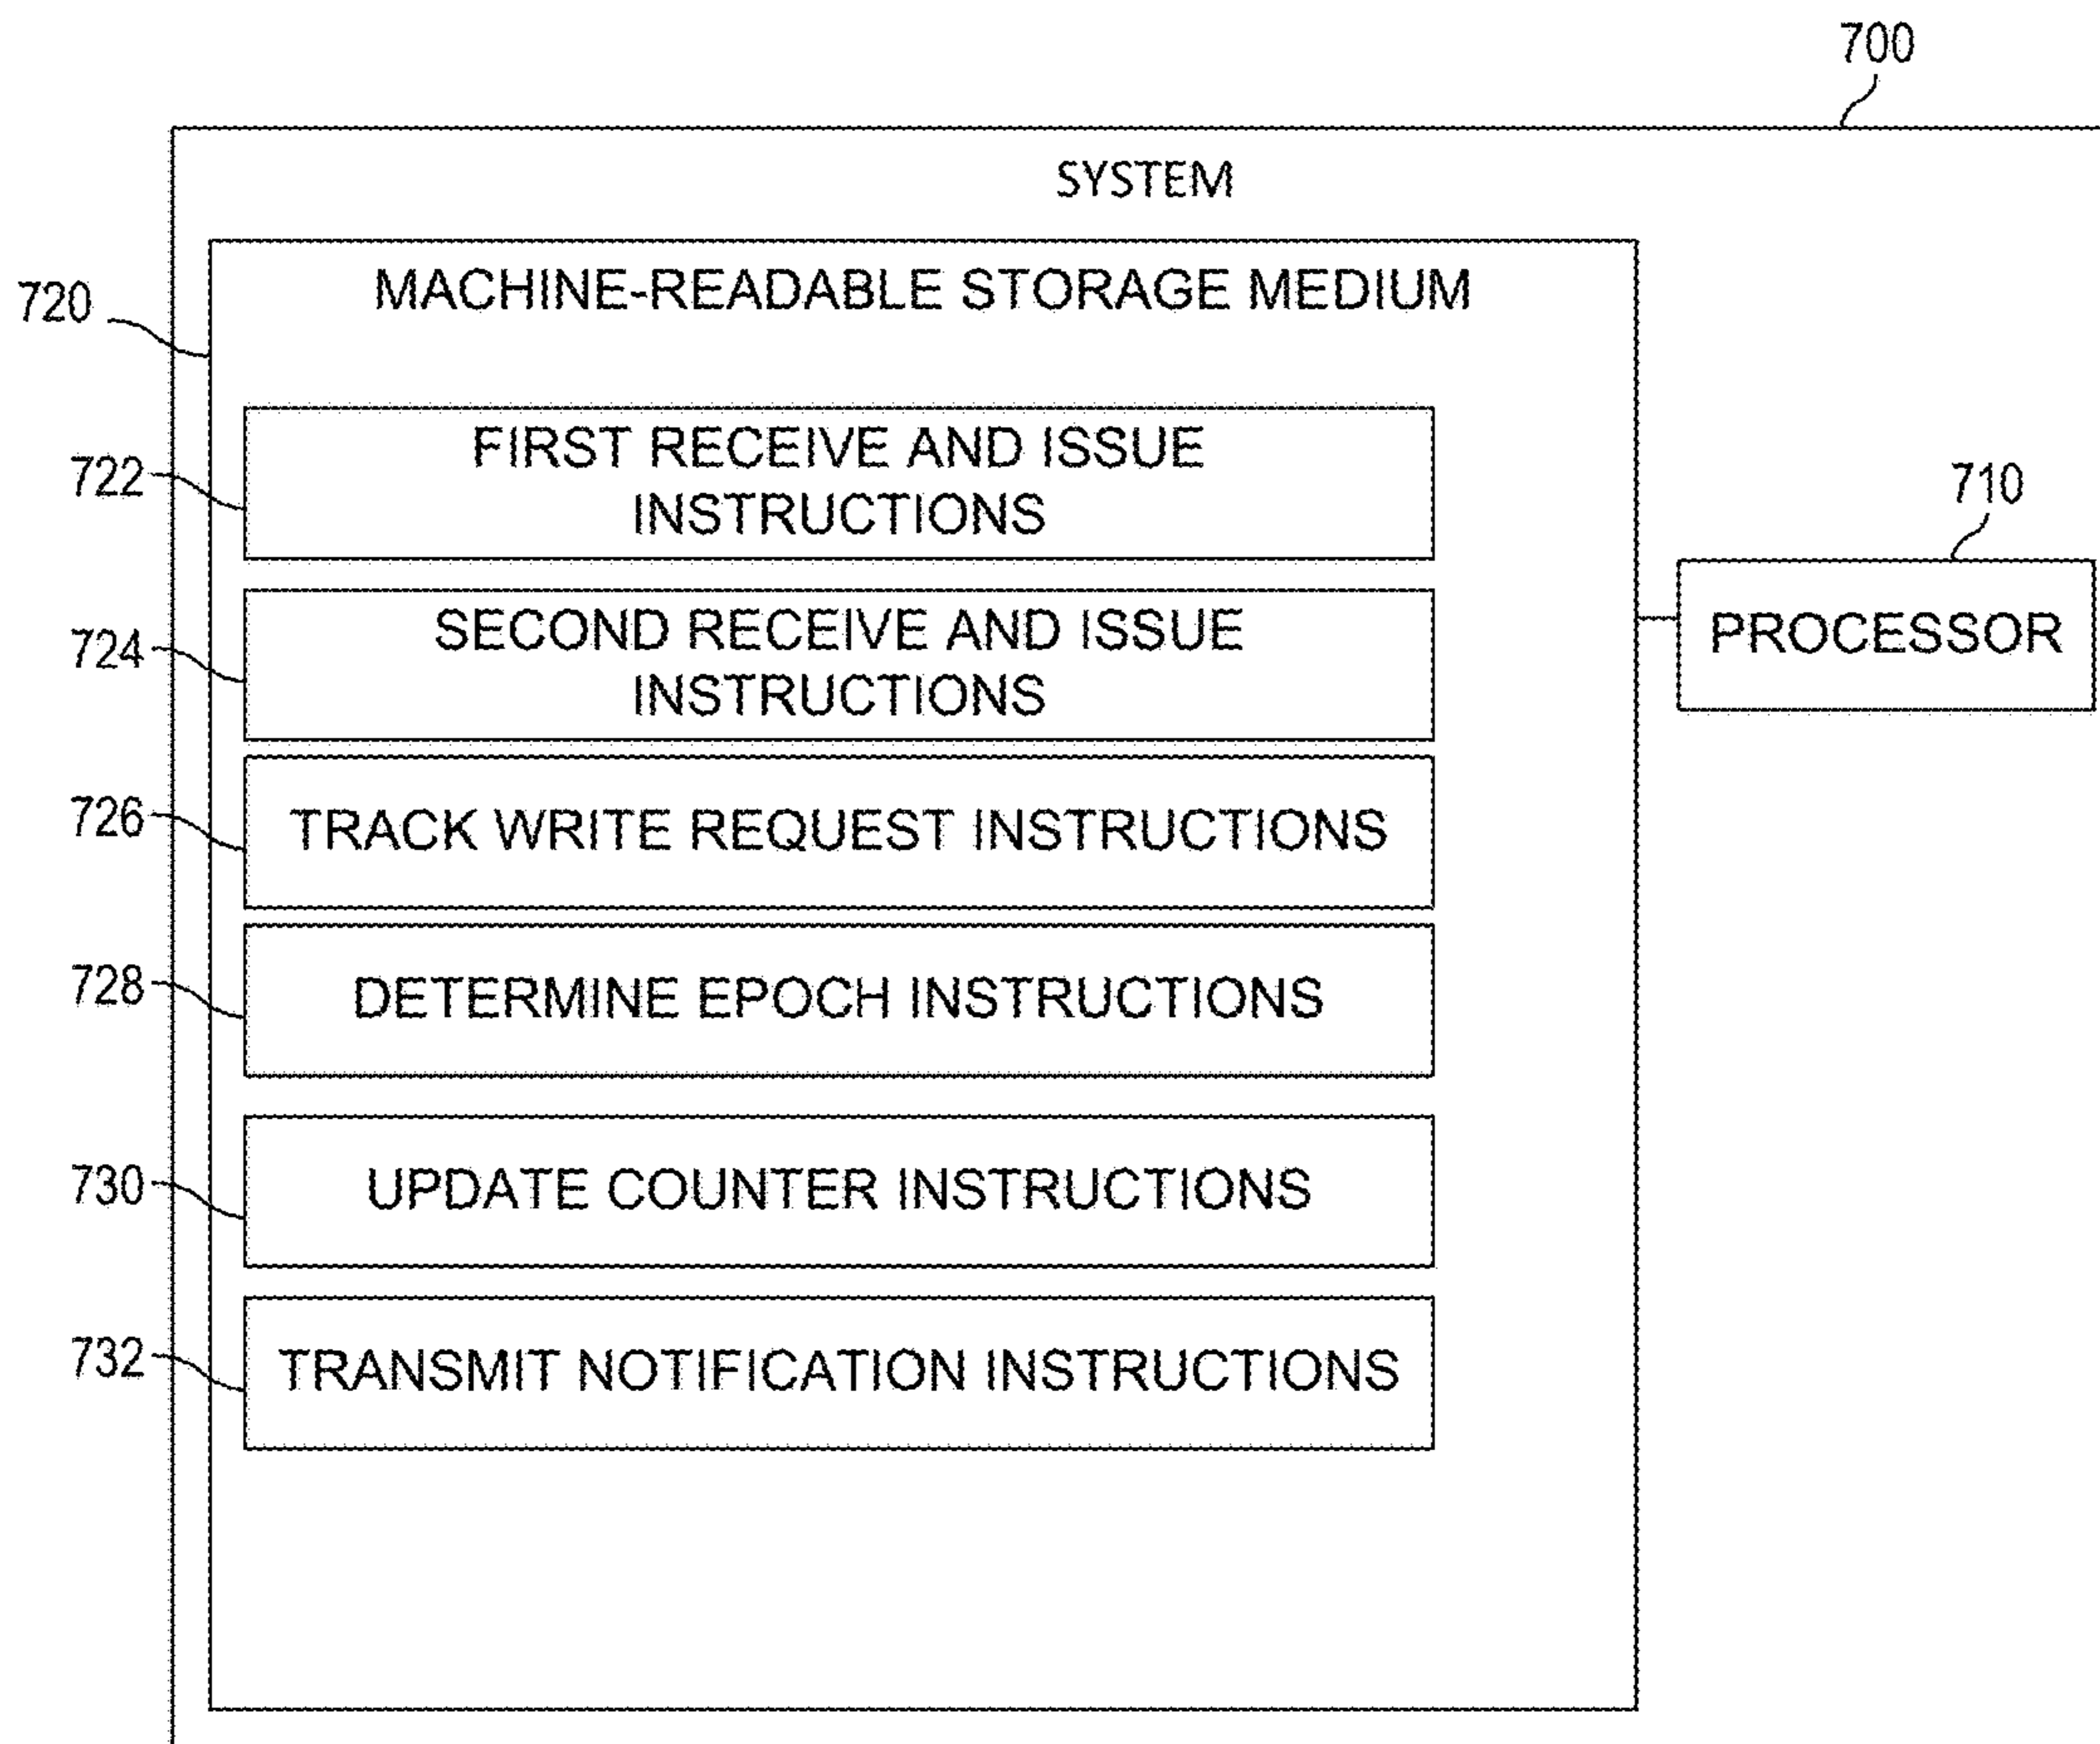 700
SYSTEM
MACHINE-READABLE STORAGE MEDIUM
720
FIRST RECEIVE AND ISSUE
INSTRUCTIONS
722
710
PROCESSOR
SECOND RECEIVE AND ISSUE
INSTRUCTIONS
724
726
TRACK WRITE REQUEST INSTRUCTIONS
728
DETERMINE EPOCH INSTRUCTIONS
730
UPDATE COUNTER INSTRUCTIONS
732
TRANSMIT NOTIFICATION INSTRUCTIONS